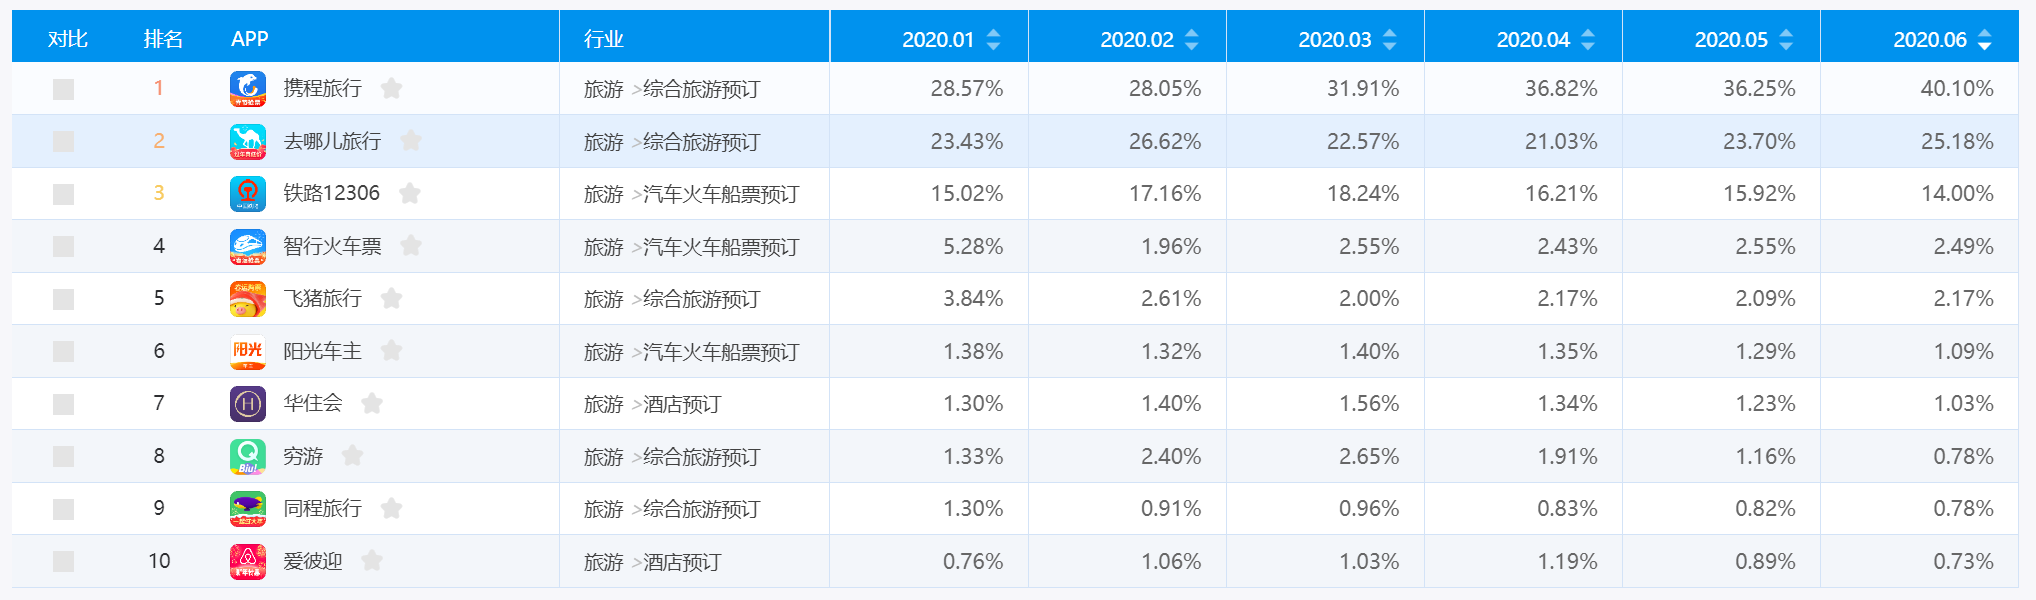 对比 排名 APP 行业 2020.01 2020.02 2020.03 2020.04 2020.05 2020.06
1 携程旅行 旅游 >综合旅游预订 28.57% 28.05% 31.91% 36.82% 36.25% 40.10%
2 去哪儿旅行 旅游 >综合旅游预订 23.43% 26.62% 22.57% 21.03% 23.70% 25.18%
3 铁路12306 旅游 >汽车火车船票预订 15.02% 17.16% 18.24% 16.21% 15.92% 14.00%
4 智行火车票 旅游 >汽车火车船票预订 5.28% 1.96% 2.55% 2.43% 2.55% 2.49%
5 飞猪旅行 旅游 >综合旅游预订 3.84% 2.61% 2.00% 2.17% 2.09% 2.17%
阳光
6 阳光车主 旅游 >汽车火车船票预订 1.38% 1.32% 1.40% 1.35% 1.29% 1.09%
7 H 华住会 旅游 >酒店预订 1.30% 1.40% 1.56% 1.34% 1.23% 1.03%
Biu!
8 穷游 旅游 >综合旅游预订 1.33% 2.40% 2.65% 1.91% 1.16% 0.78%
9 同程旅行 旅游 >综合旅游预订 1.30% 0.91% 0.96% 0.83% 0.82% 0.78%
10 爱彼迎 旅游 >酒店预订 0.76% 1.06% 1.03% 1.19% 0.89% 0.73%